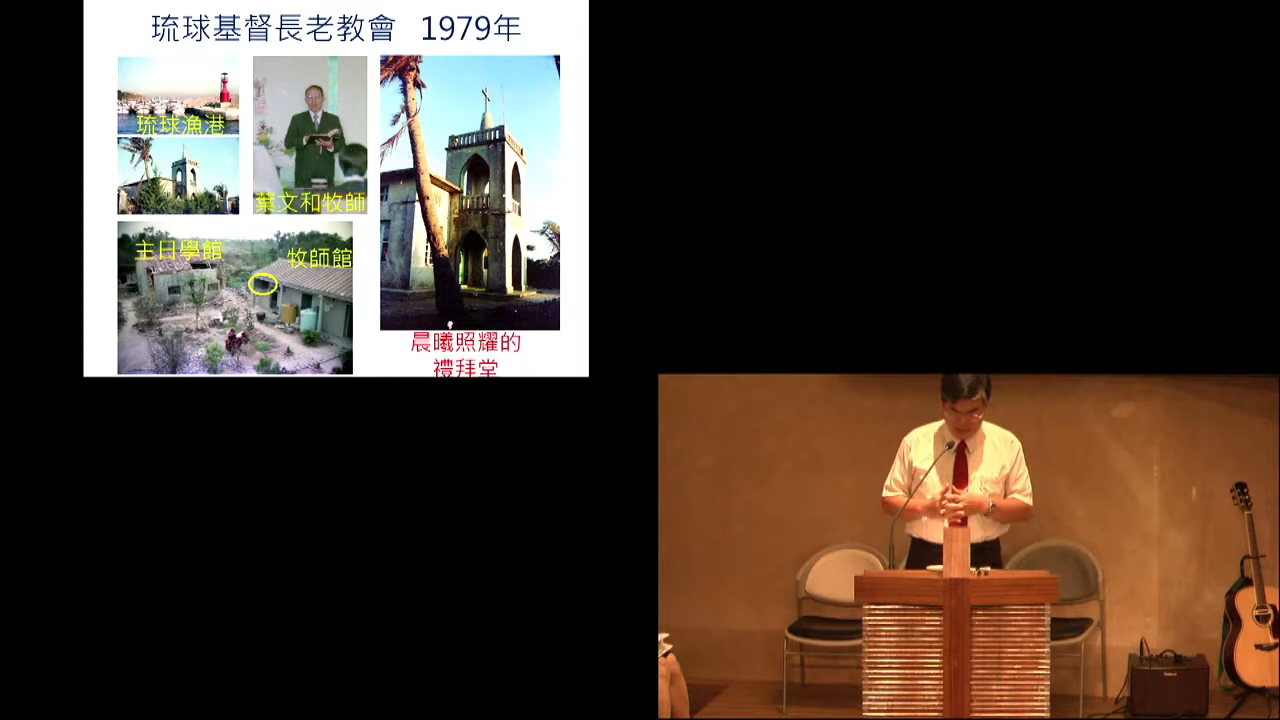 琉球基督長老教會 1979年
琉球漁港
葉文和牧師
主日學館
牧師館
晨曦照耀的
禮拜堂